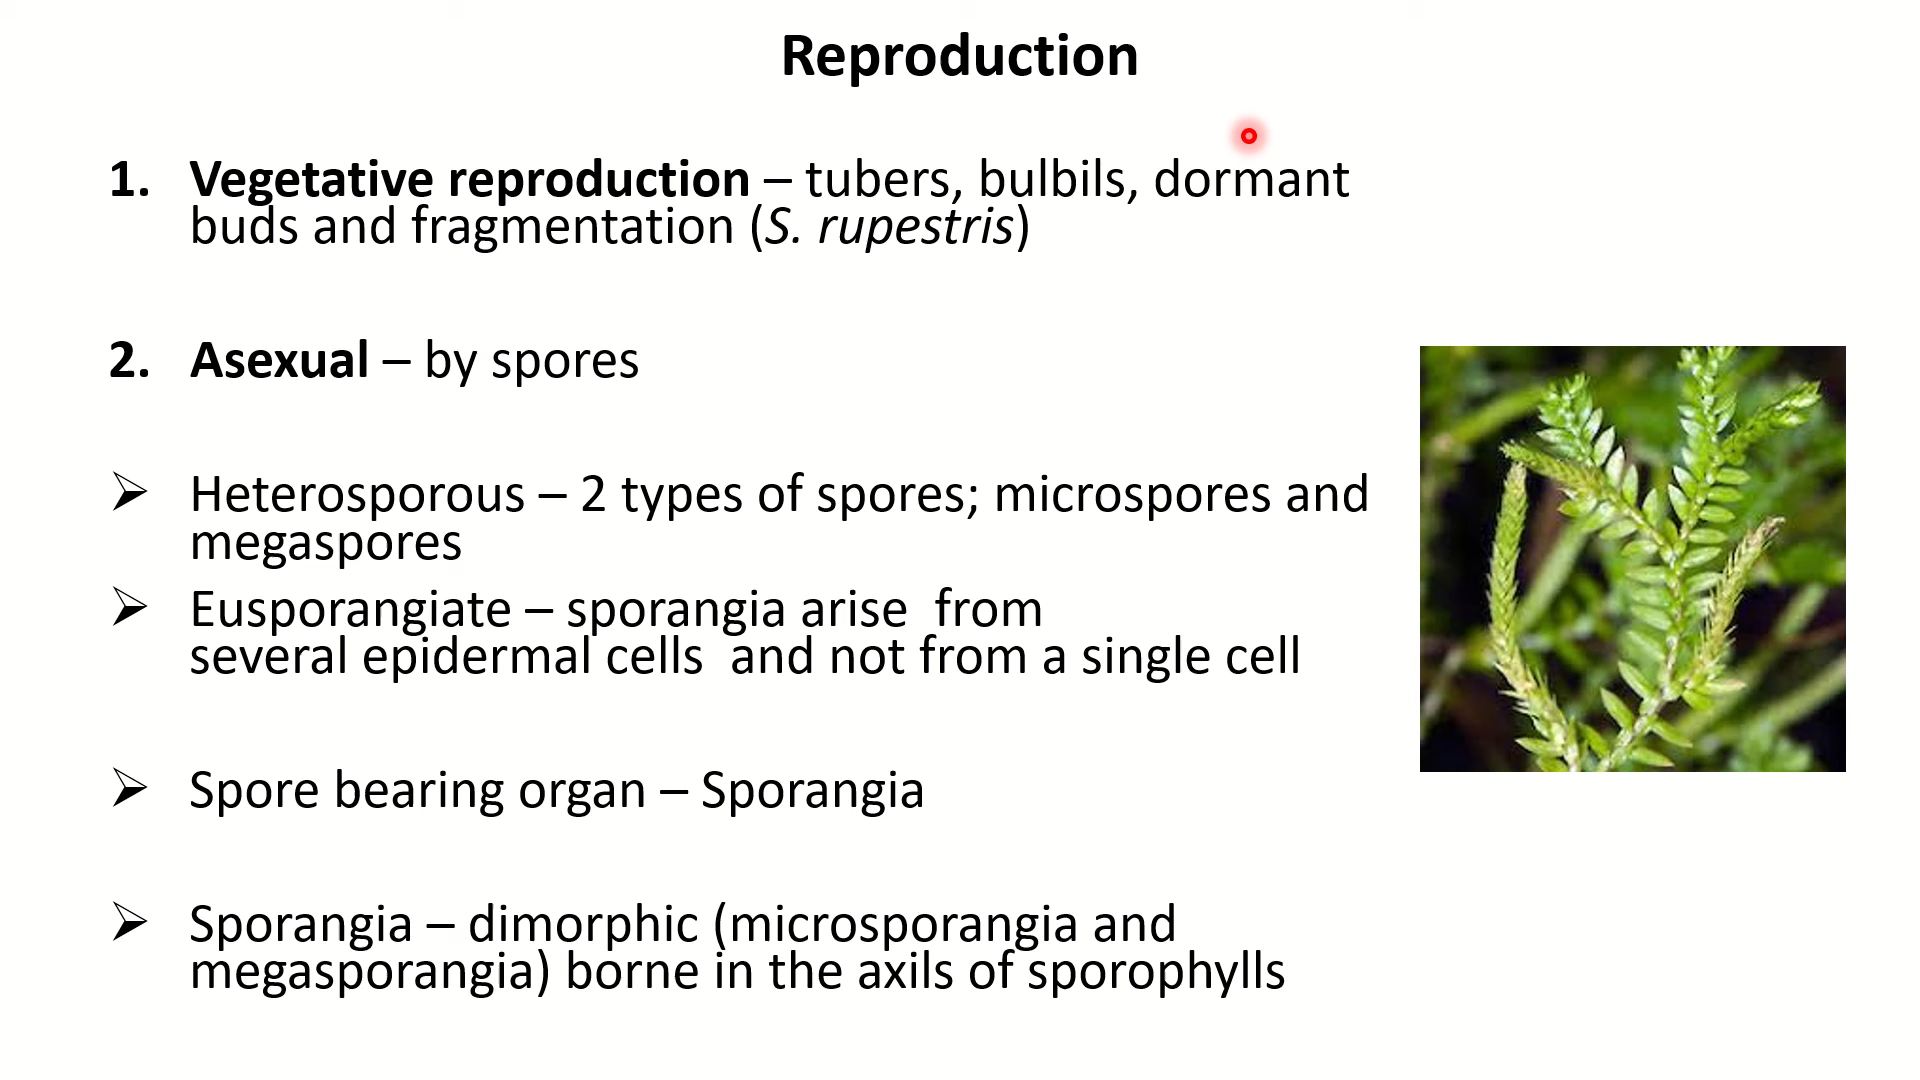 Reproduction
1. Vegetative reproduction – tubers, bulbils, dormant
buds and fragmentation (S. rupestris)
2. Asexual – by spores
➢ Heterosporous – 2 types of spores; microspores and
megaspores
➢ Eusporangiate – sporangia arise  from
several epidermal cells  and not from a single cell
➢ Spore bearing organ – Sporangia
➢ Sporangia – dimorphic (microsporangia and
megasporangia) borne in the axils of sporophylls